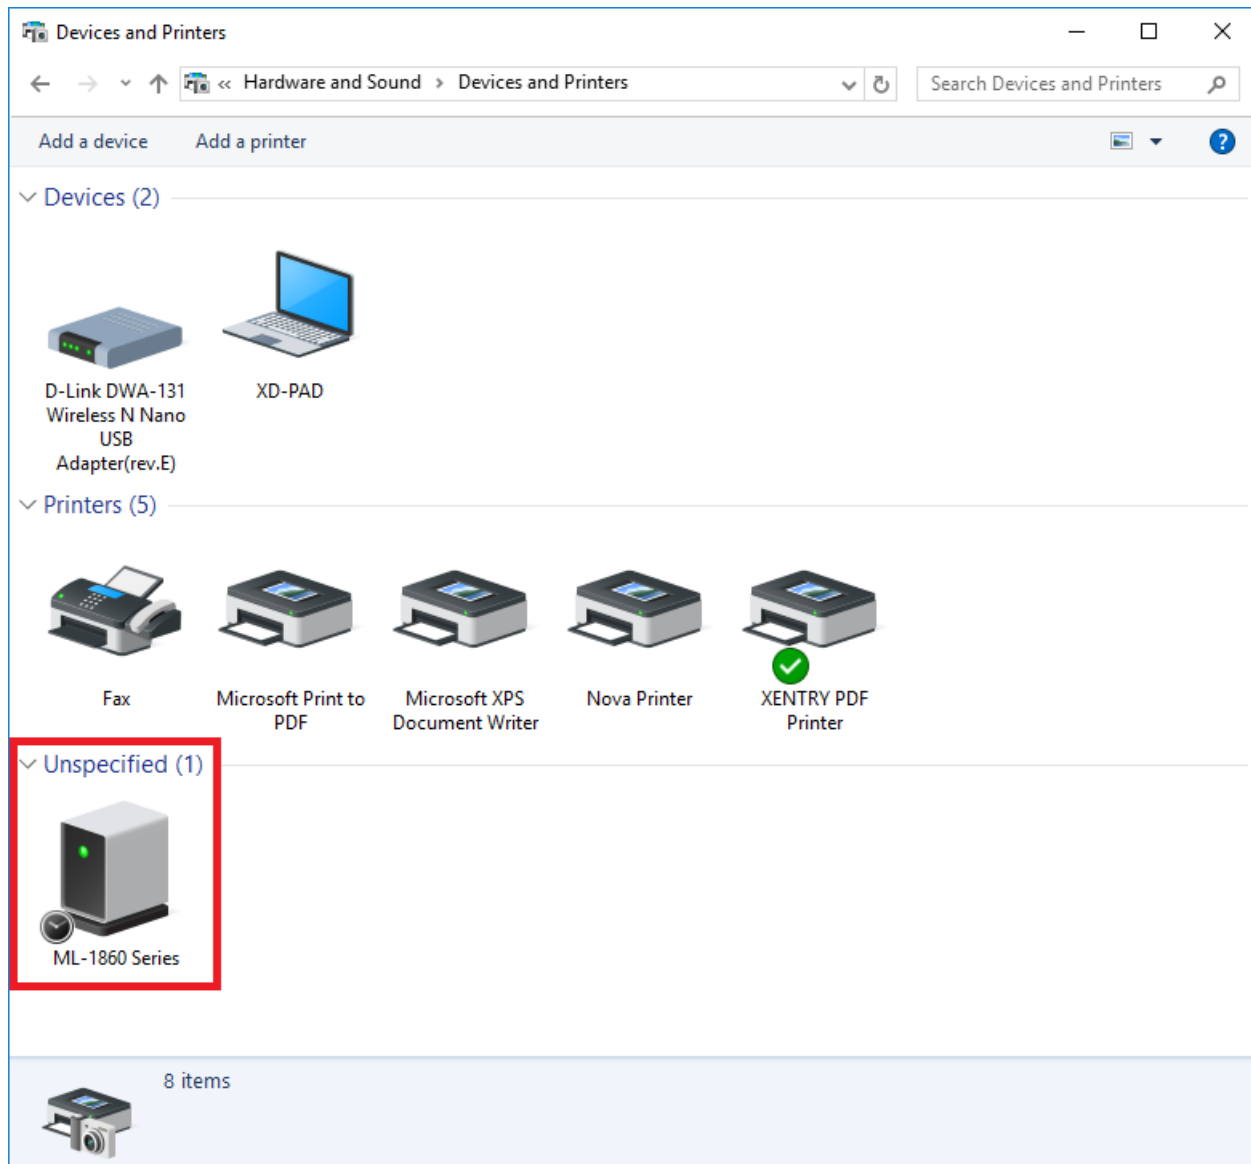 Devices and Printers
« Hardware and Sound > Devices and Printers
Search Devices and Printers
Add a device
Add a printer
Devices (2)
D-Link DWA-131
Wireless N Nano
USB
Adapter(rev.E)
XD-PAD
Printers (5)
Fax
Microsoft Print to
PDF
Microsoft XPS
Document Writer
Nova Printer
XENTRY PDF
Printer
Unspecified (1)
ML-1860 Series
8 items